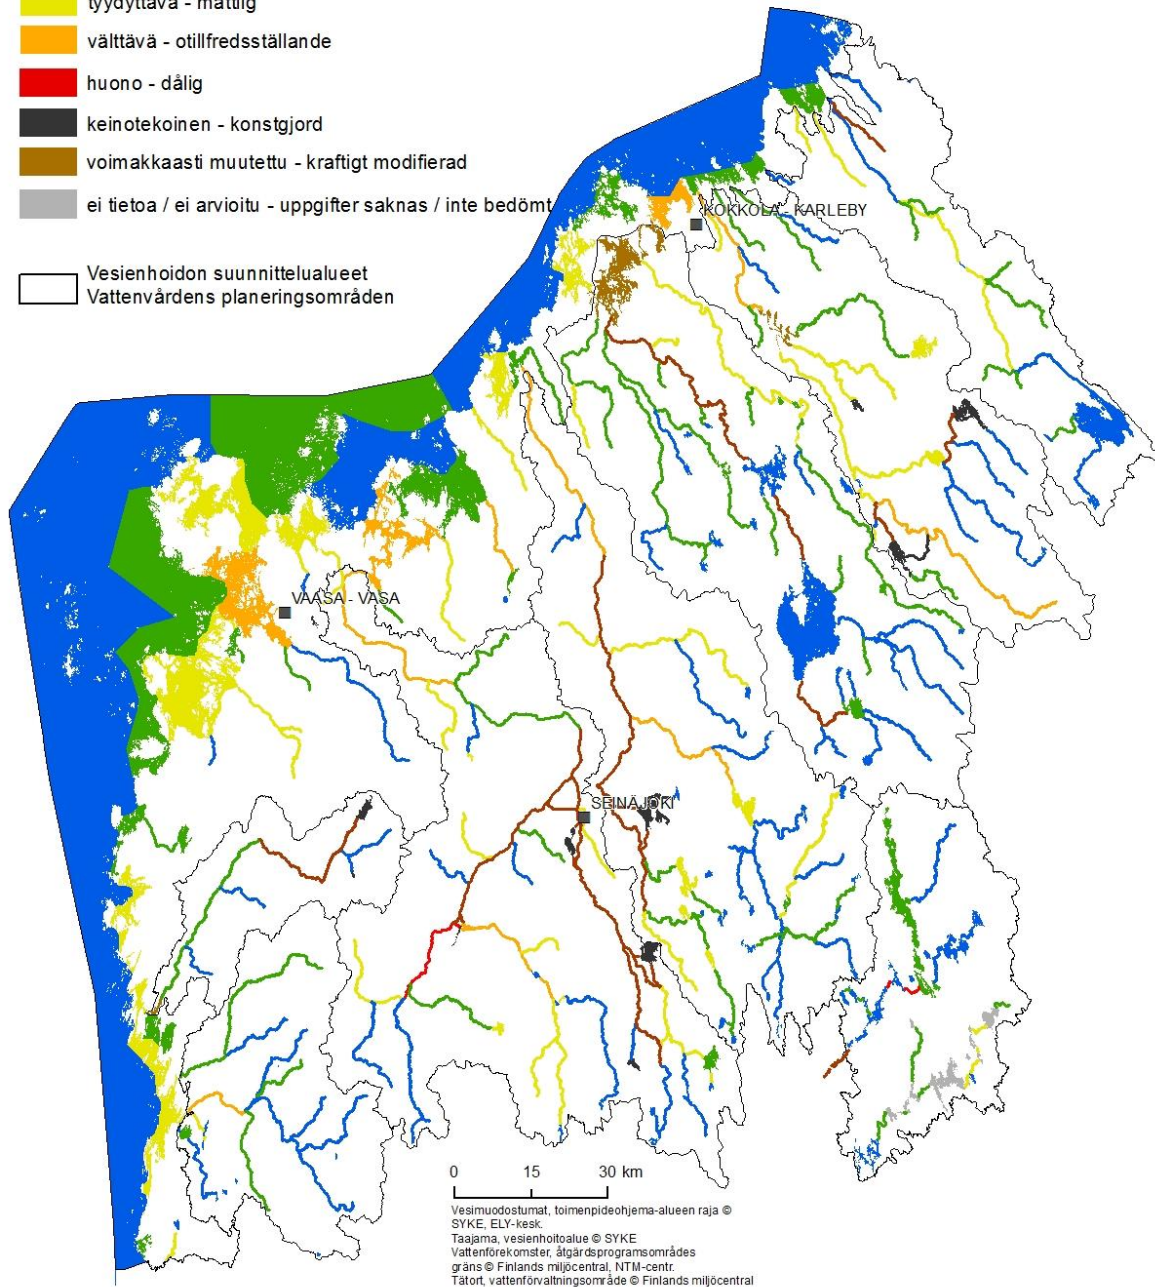 tyydyttävä - måttlig
välttävä - otillfredsställande
huono - dålig
keinotekoinen - konstgjord
voimakkaasti muutettu - kraftigt modifierad
ei tietoa / ei arvioitu - uppgifter saknas / inte bedömt
Vesienhoidon suunnittelualueet
Vattenvårdens planeringsområden
KOKKOLA - KARLEBY
VAASA - VASA
SEINÄJOKI
0 15 30 km
Vesimuodostumat, toimenpideohjema-alueen raja ©
SYKE, ELY-kesk.
Taajama, vesienhoitoalue © SYKE
Vattenförekomster, åtgärdsprogramsområdes
gräns © Finlands miljöcentral, NTM-centr.
Tätort, vattenförvaltningsområde © Finlands miljöcentral